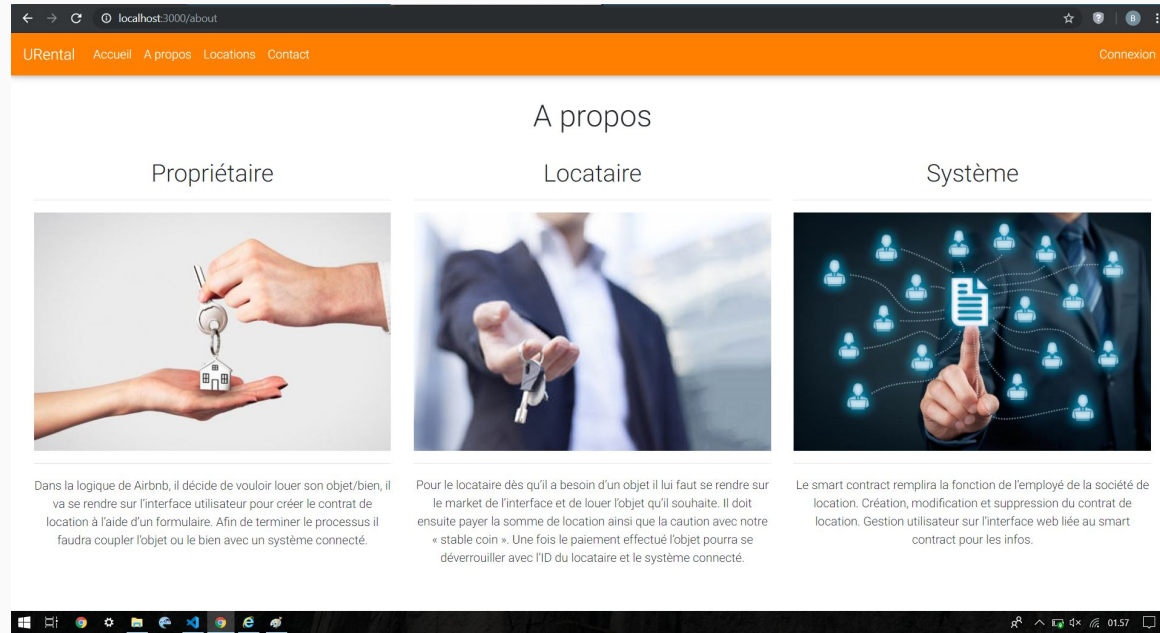 localhost:3000/about
B
URental Accueil A propos Locations Contact Connexion
A propos
Propriétaire
Dans la logique de Airbnb, il décide de vouloir louer son objet/bien, il
va se rendre sur l'interface utilisateur pour créer le contrat de
location à l'aide d'un formulaire. Afin de terminer le processus il
faudra coupler l'objet ou le bien avec un système connecté.
Locataire
Pour le locataire dès qu'il a besoin d'un objet il lui faut se rendre sur
le market de l'interface et de louer l'objet qu'il souhaite. Il doit
ensuite payer la somme de location ainsi que la caution avec notre
« stable coin ». Une fois le paiement effectué l'objet pourra se
déverrouiller avec l'ID du locataire et le système connecté.
Système
Le smart contract remplira la fonction de l'employé de la société de
location. Création, modification et suppression du contrat de
location. Gestion utilisateur sur l'interface web liée au smart
contract pour les infos.
01.57